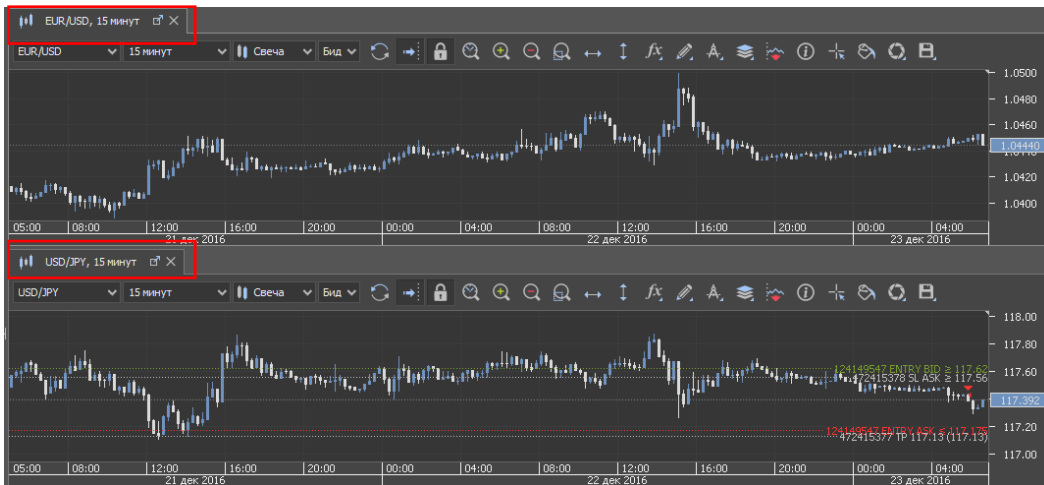 EUR/USD, 15 минут
EUR/USD 15 минут Свеча Бид
1.0500
1.0480
1.0460
1.04440
1.0420
1.0400
05:00 08:00 12:00 16:00 20:00 00:00 04:00 08:00 12:00 16:00 20:00 00:00 04:00
21 дек 2016 22 дек 2016 23 дек 2016
USD/JPY, 15 минут
USD/JPY 15 минут Свеча Бид
118.00
117.80
124149547 ENTRY BID ≥ 117.62
117.60
472415378 SL ASK ≥ 117.56
117.392
117.20
124149547 ENTRY ASK ≤ 117.175
472415377 TP 117.13 (117.13)
117.00
05:00 08:00 12:00 16:00 20:00 00:00 04:00 08:00 12:00 16:00 20:00 00:00 04:00
21 дек 2016 22 дек 2016 23 дек 2016